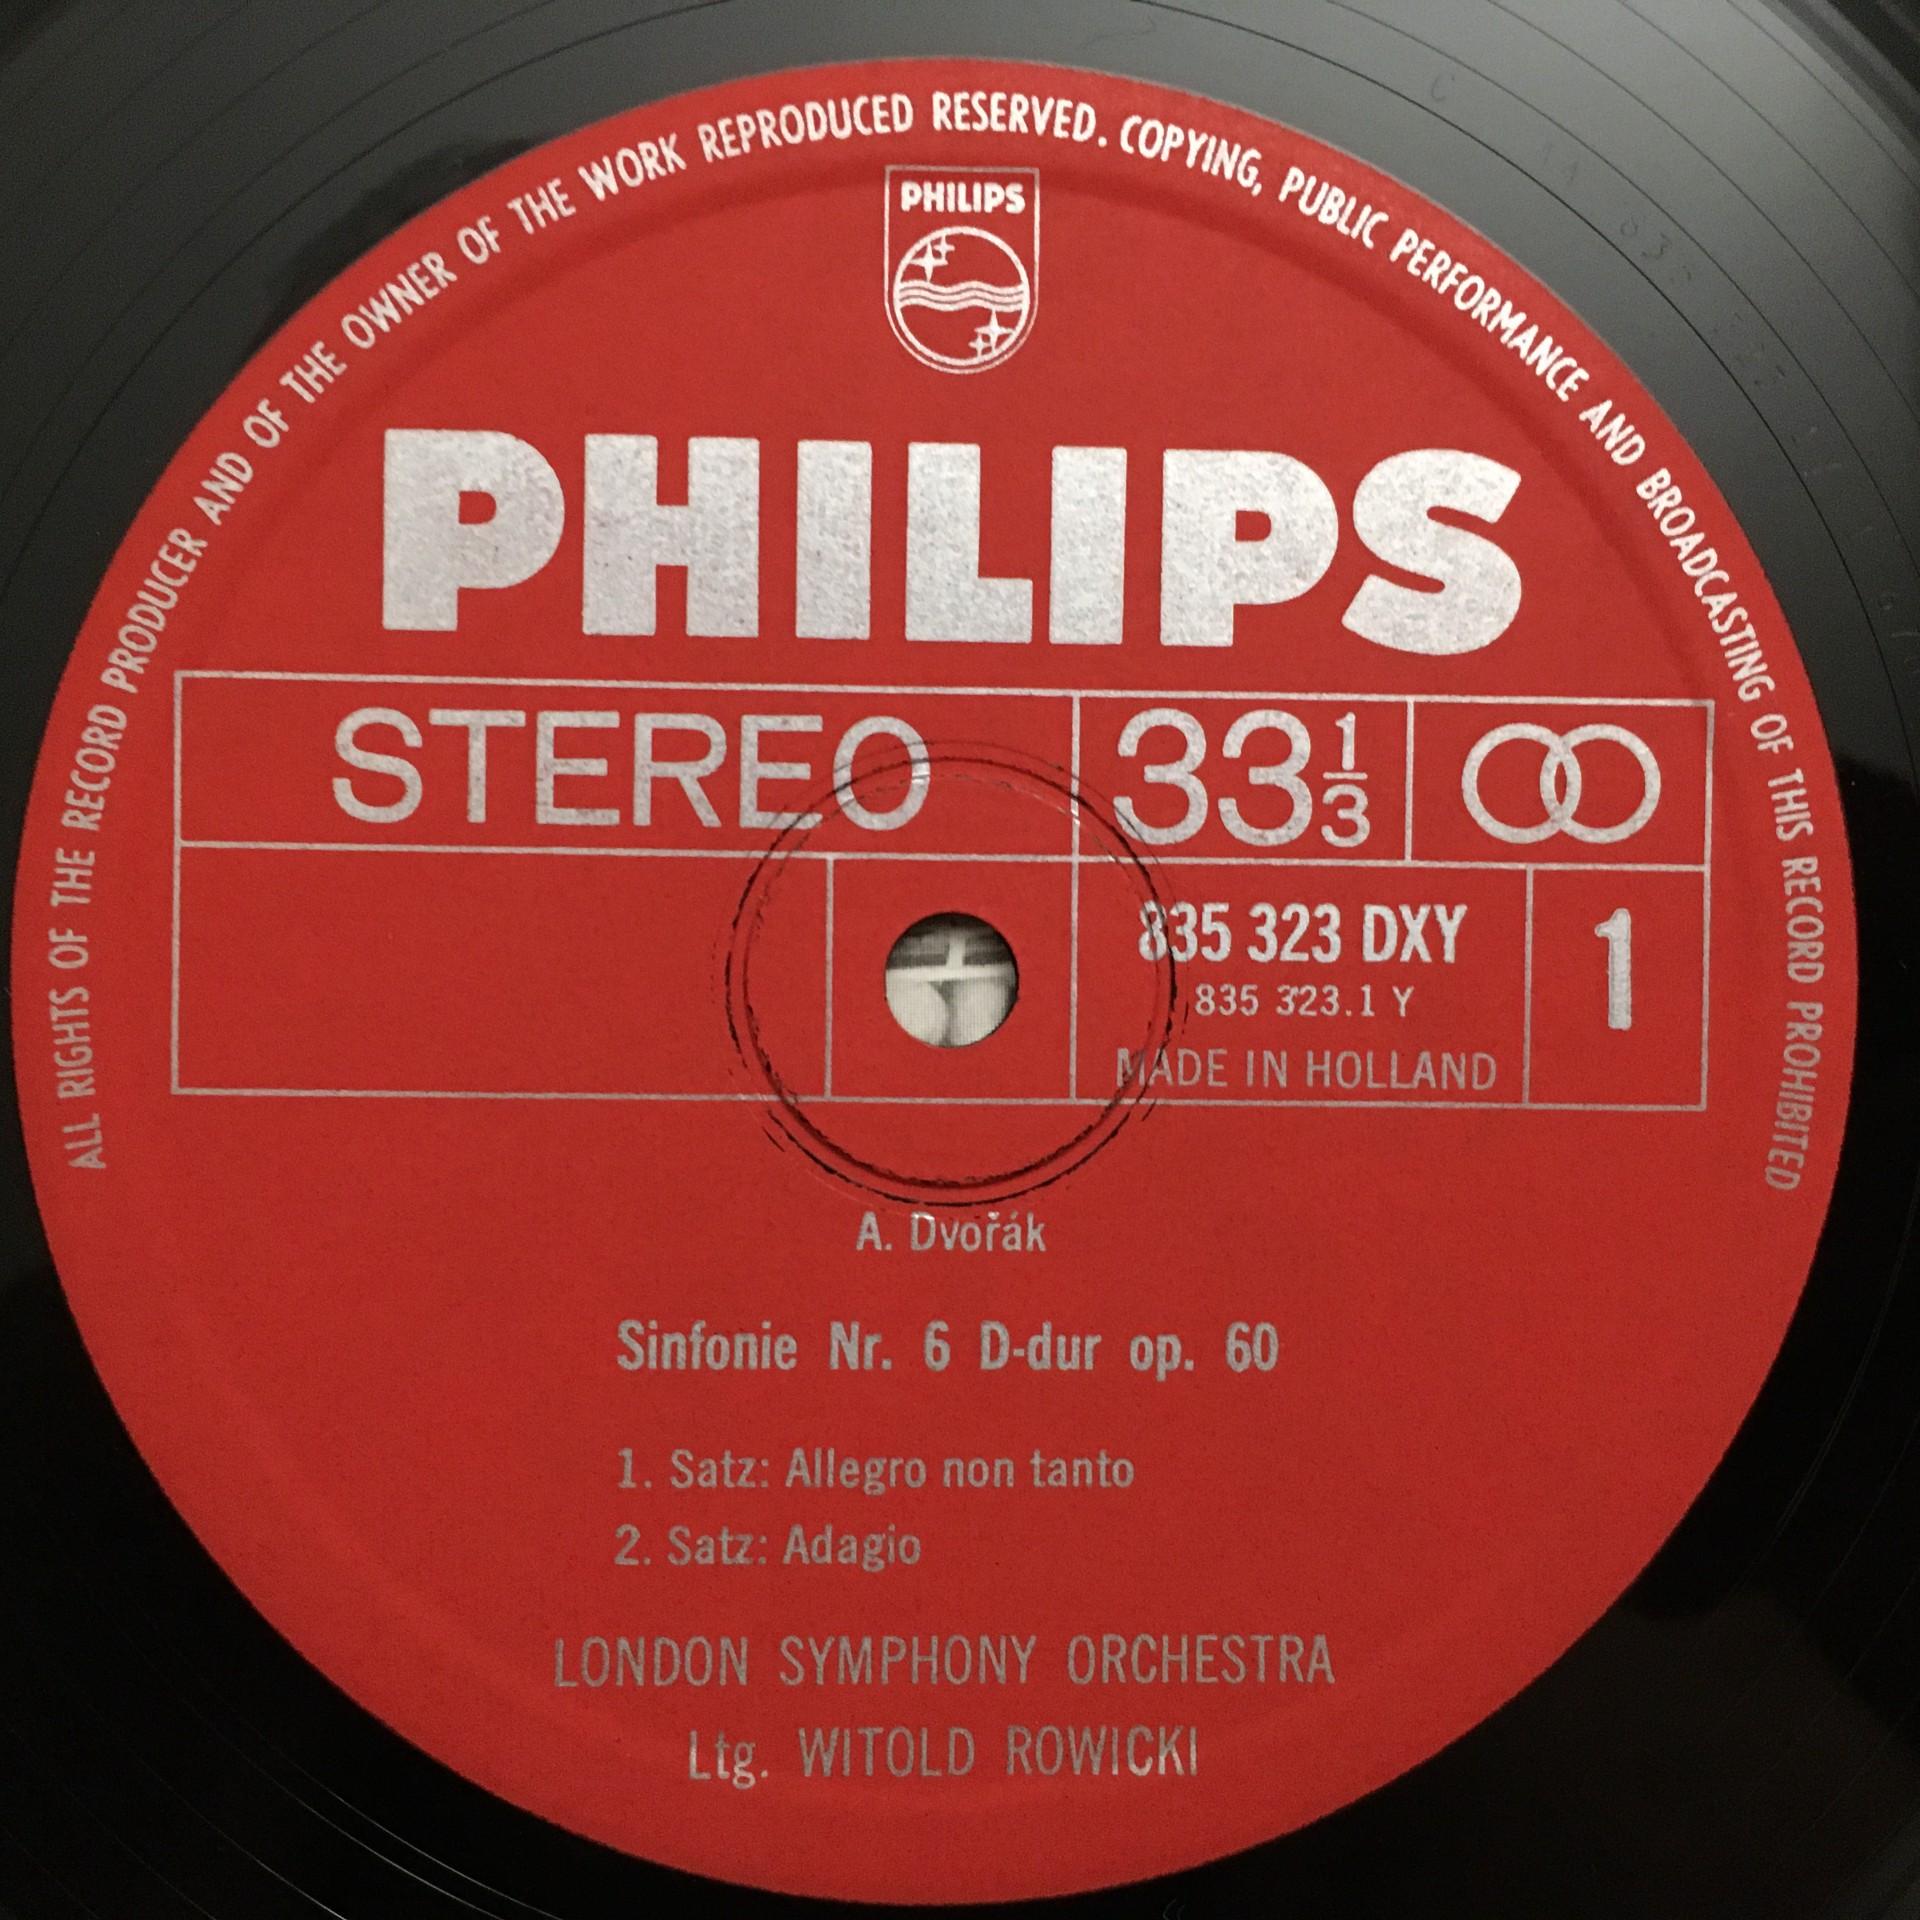 ALL RIGHTS OF THE RECORD PRODUCER AND OF THE OWNER OF THE WORK REPRODUCED RESERVED. COPYING, PUBLIC PERFORMANCE AND BROADCASTING OF THIS RECORD PROHIBITED
PHILIPS
PHILIPS
STEREO 33 1/3
835 323 DXY 1
835 323.1 Y
MADE IN HOLLAND
A. Dvořák
Sinfonie Nr. 6 D-dur op. 60
1. Satz: Allegro non tanto
2. Satz: Adagio
LONDON SYMPHONY ORCHESTRA
Ltg. WITOLD ROWICKI